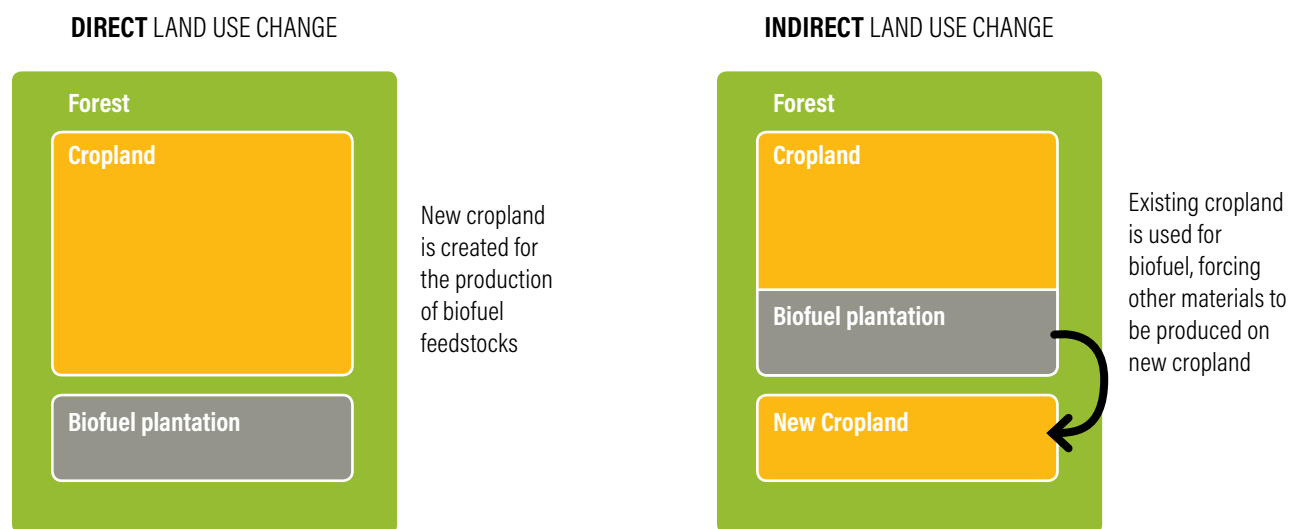 DIRECT LAND USE CHANGE
Forest
Cropland
Biofuel plantation
New cropland
is created for
the production
of biofuel
feedstocks
INDIRECT LAND USE CHANGE
Forest
Cropland
Biofuel plantation
New Cropland
Existing cropland
is used for
biofuel, forcing
other materials to
be produced on
new cropland